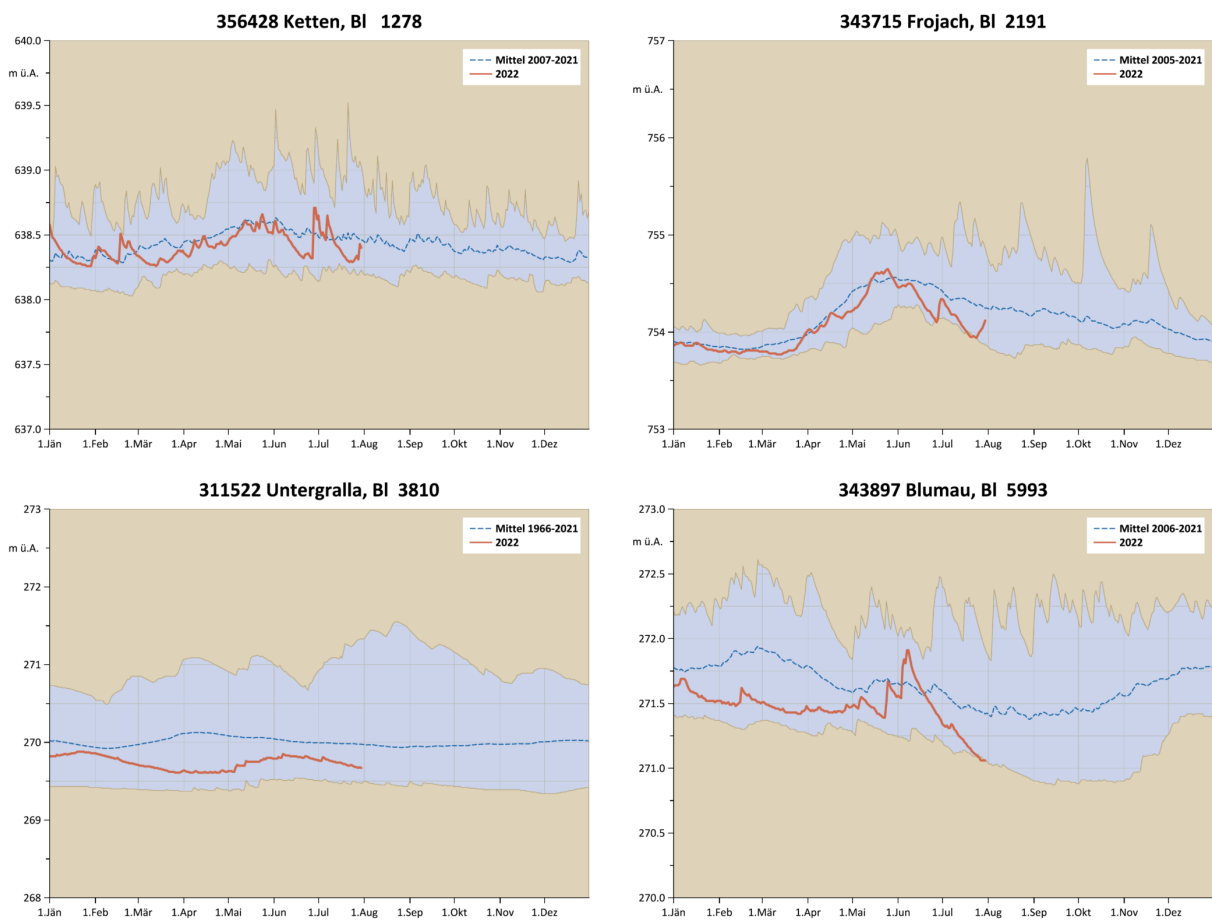 356428 Ketten, Bl 1278
640.0
m ü.A.
639.5
639.0
638.5
638.0
637.5
637.0
Mittel 2007-2021
2022
1.Jän 1.Feb 1.Mär 1.Apr 1.Mai 1.Jun 1.Jul 1.Aug 1.Sep 1.Okt 1.Nov 1.Dez
343715 Frojach, Bl 2191
757
m ü.A.
756
755
754
753
Mittel 2005-2021
2022
1.Jän 1.Feb 1.Mär 1.Apr 1.Mai 1.Jun 1.Jul 1.Aug 1.Sep 1.Okt 1.Nov 1.Dez
311522 Untergralla, Bl 3810
273
m ü.A.
272
271
270
269
268
Mittel 1966-2021
2022
1.Jän 1.Feb 1.Mär 1.Apr 1.Mai 1.Jun 1.Jul 1.Aug 1.Sep 1.Okt 1.Nov 1.Dez
343897 Blumau, Bl 5993
273.0
m ü.A.
272.5
272.0
271.5
271.0
270.5
270.0
Mittel 2006-2021
2022
1.Jän 1.Feb 1.Mär 1.Apr 1.Mai 1.Jun 1.Jul 1.Aug 1.Sep 1.Okt 1.Nov 1.Dez